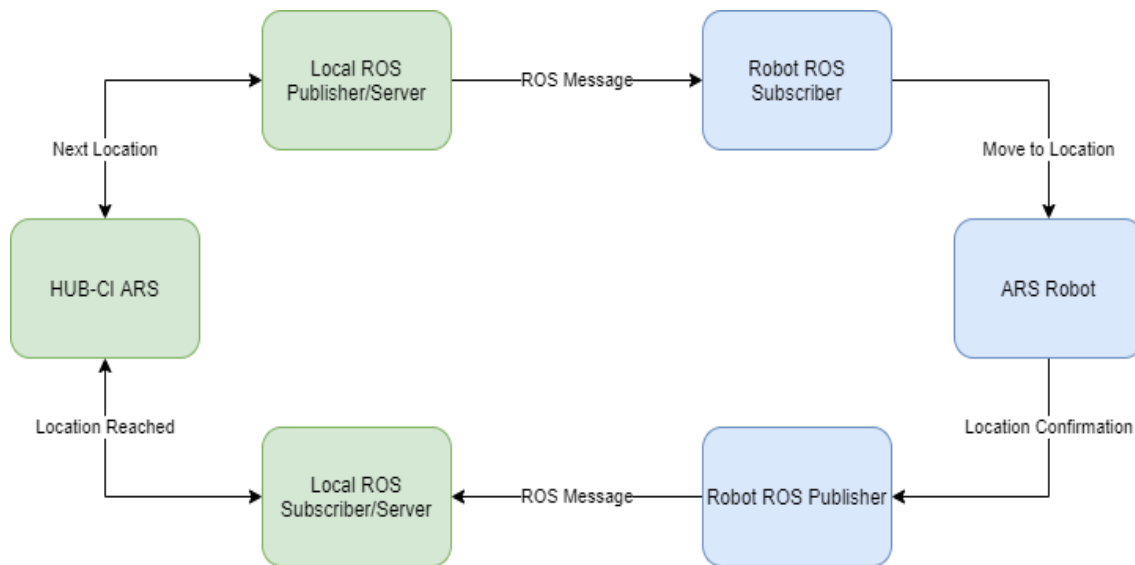 Local ROS
Publisher/Server
ROS Message
Robot ROS
Subscriber
Next Location
Move to Location
HUB-CI ARS
ARS Robot
Location Reached
Location Confirmation
Local ROS
Subscriber/Server
ROS Message
Robot ROS Publisher